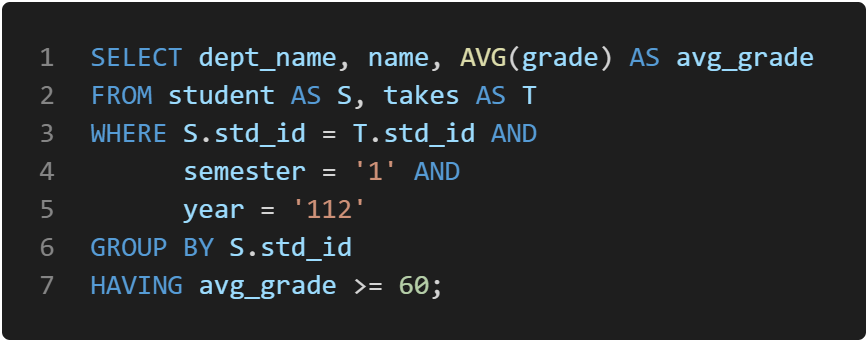 1 SELECT dept_name, name, AVG(grade) AS avg_grade
2 FROM student AS S, takes AS T
3 WHERE S.std_id = T.std_id AND
4       semester = '1' AND
5       year = '112'
6 GROUP BY S.std_id
7 HAVING avg_grade >= 60;